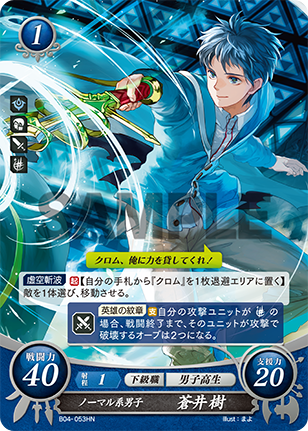 1
SAMPLE
クロム、俺に力を貸してくれ!
虚空斬波 起【自分の手札から「クロム」を1枚退避エリアに置く】
敵を1体選び、移動させる。
英雄の紋章 攻 自分の攻撃ユニットが
の場合、戦闘終了まで、そのユニットが攻撃で
破壊するオーブは2つになる。
戦闘力
40
射程 1 下級職 男子高生
ノーマル系男子 蒼井 樹
支援力
20
B04-053HN
Illust:まよ